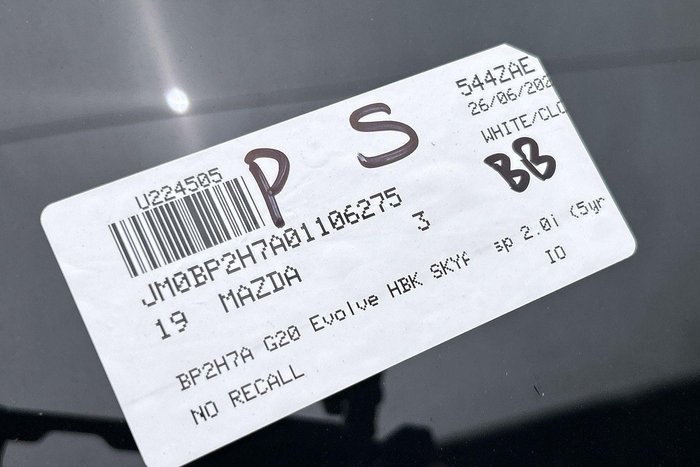 544ZAE
26/06/202
WHITE/CLO
BB
P S
U224505
JM0BP2H7A01106275
19 MAZDA 3
BP2H7A G20 Evolve HBK SKYA sp 2.0i (5yr
IO
NO RECALL